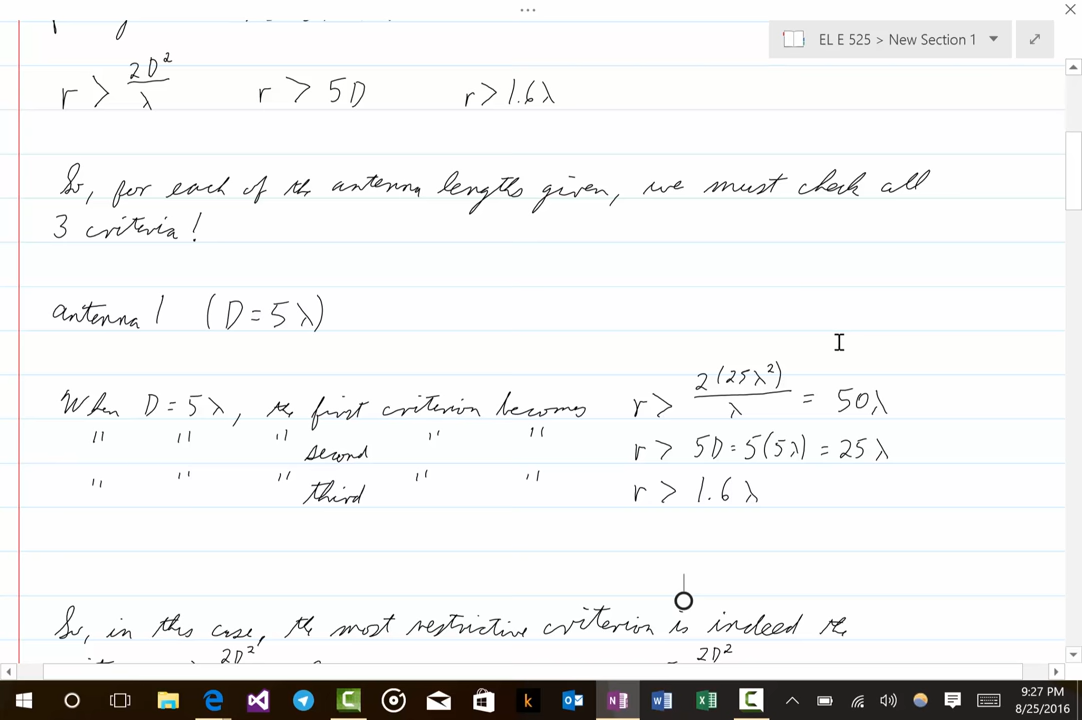 EL E 525 > New Section 1
r > 2D²/λ r > 5D r > 1.6λ
So, for each of the antenna lengths given, we must check all
3 criteria!
antenna 1 (D = 5λ)
When D = 5λ, the first criterion becomes r > 2(25λ²)/λ = 50λ
" " " second " " r > 5D = 5(5λ) = 25λ
" " " third " " r > 1.6λ
So, in this case, the most restrictive criterion is indeed the
2D² 2D²
9:27 PM
8/25/2016